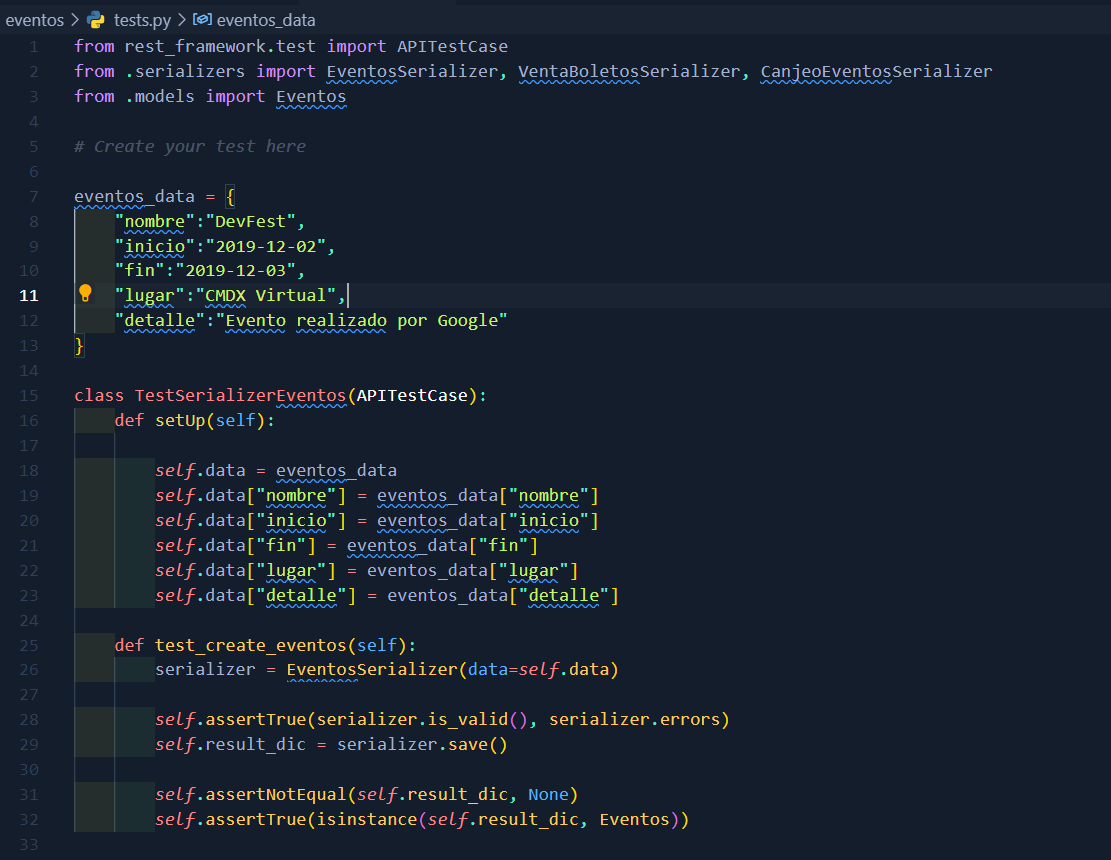 eventos > tests.py > eventos_data
1 from rest_framework.test import APITestCase
2 from .serializers import EventosSerializer, VentaBoletosSerializer, CanjeoEventosSerializer
3 from .models import Eventos
4
5 # Create your test here
6
7 eventos_data = {
8     "nombre":"DevFest",
9     "inicio":"2019-12-02",
10     "fin":"2019-12-03",
11     "lugar":"CMDX Virtual",
12     "detalle":"Evento realizado por Google"
13 }
14
15 class TestSerializerEventos(APITestCase):
16     def setUp(self):
17
18         self.data = eventos_data
19         self.data["nombre"] = eventos_data["nombre"]
20         self.data["inicio"] = eventos_data["inicio"]
21         self.data["fin"] = eventos_data["fin"]
22         self.data["lugar"] = eventos_data["lugar"]
23         self.data["detalle"] = eventos_data["detalle"]
24
25     def test_create_eventos(self):
26         serializer = EventosSerializer(data=self.data)
27
28         self.assertTrue(serializer.is_valid(), serializer.errors)
29         self.result_dic = serializer.save()
30
31         self.assertNotEqual(self.result_dic, None)
32         self.assertTrue(isinstance(self.result_dic, Eventos))
33